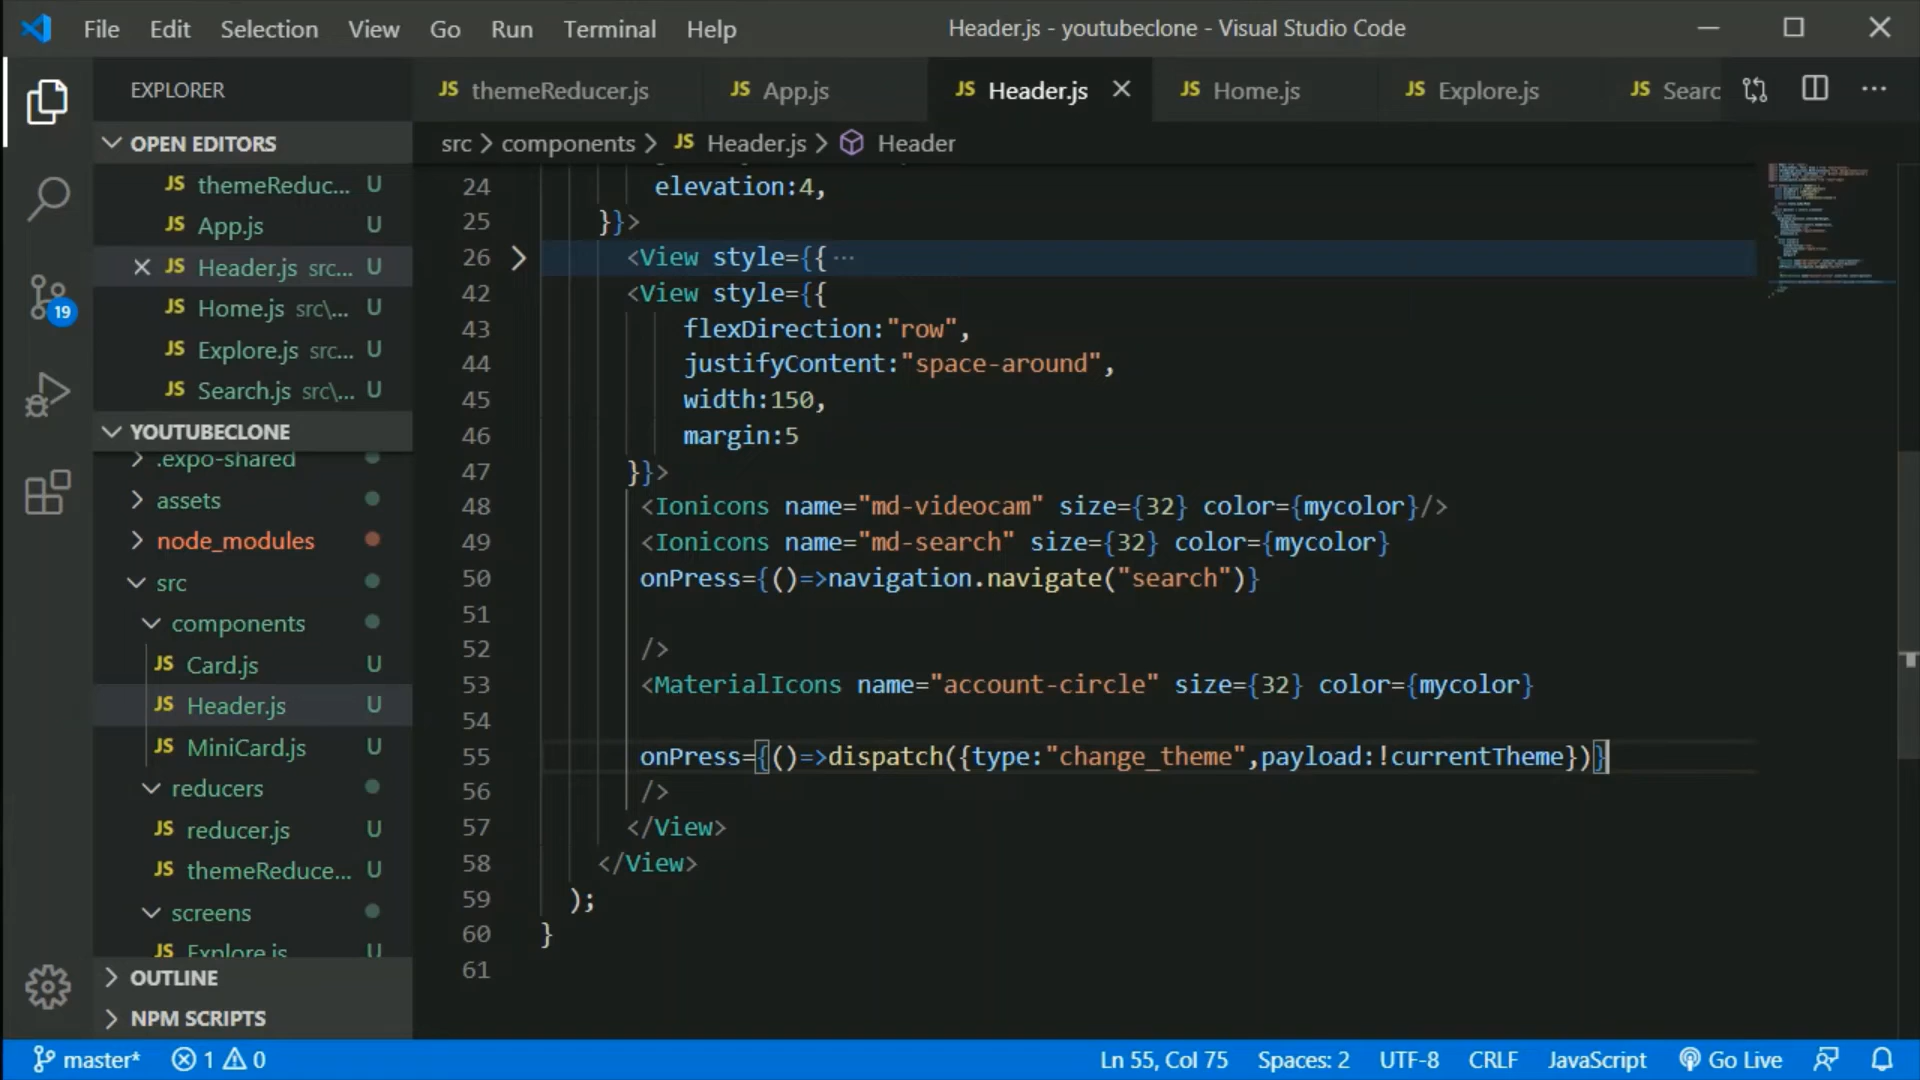 File Edit Selection View Go Run Terminal Help Header.js - youtubeclone - Visual Studio Code
EXPLORER
JS themeReducer.js JS App.js JS Header.js JS Home.js JS Explore.js JS Searc
OPEN EDITORS
src > components > JS Header.js > Header
JS themeReduc... U
JS App.js U
JS Header.js src... U
JS Home.js src\... U
JS Explore.js src... U
JS Search.js src\... U
YOUTUBECLONE
.expo-shared
assets
node_modules
src
components
JS Card.js U
JS Header.js U
JS MiniCard.js U
reducers
JS reducer.js U
JS themeReduce... U
screens
JS Explore.js U
OUTLINE
NPM SCRIPTS
19
24 elevation:4,
25 }}>
26 <View style={{ ...
42 <View style={{
43 flexDirection:"row",
44 justifyContent:"space-around",
45 width:150,
46 margin:5
47 }}>
48 <Ionicons name="md-videocam" size={32} color={mycolor}/>
49 <Ionicons name="md-search" size={32} color={mycolor}
50 onPress={()=>navigation.navigate("search")}
51
52 />
53 <MaterialIcons name="account-circle" size={32} color={mycolor}
54
55 onPress={()=>dispatch({type:"change_theme",payload:!currentTheme})}
56 />
57 </View>
58 </View>
59 );
60 }
61
master* 1 0 Ln 55, Col 75 Spaces: 2 UTF-8 CRLF JavaScript Go Live